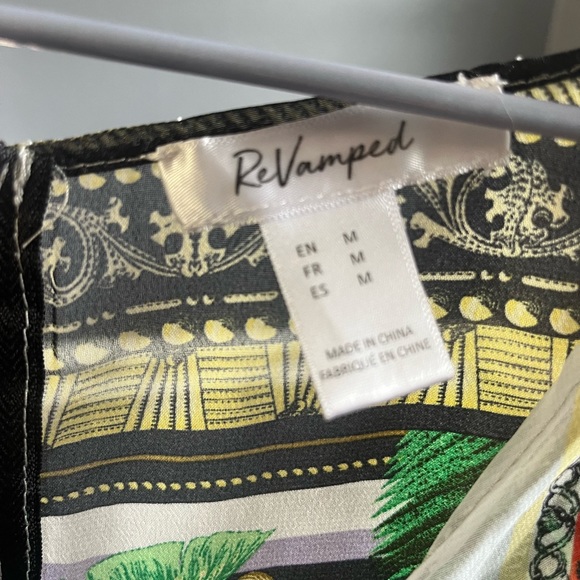 ReVamped
EN M
FR M
ES M
MADE IN CHINA
FABRIQUÉ EN CHINE